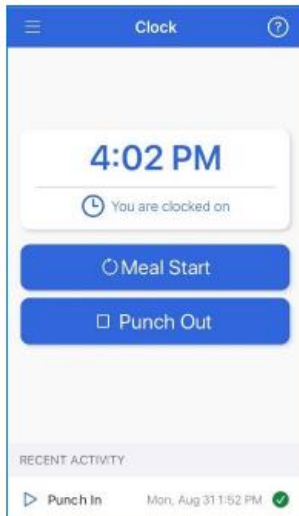 Clock
4:02 PM
You are clocked on
Meal Start
Punch Out
RECENT ACTIVITY
Punch In Mon, Aug 31 1:52 PM